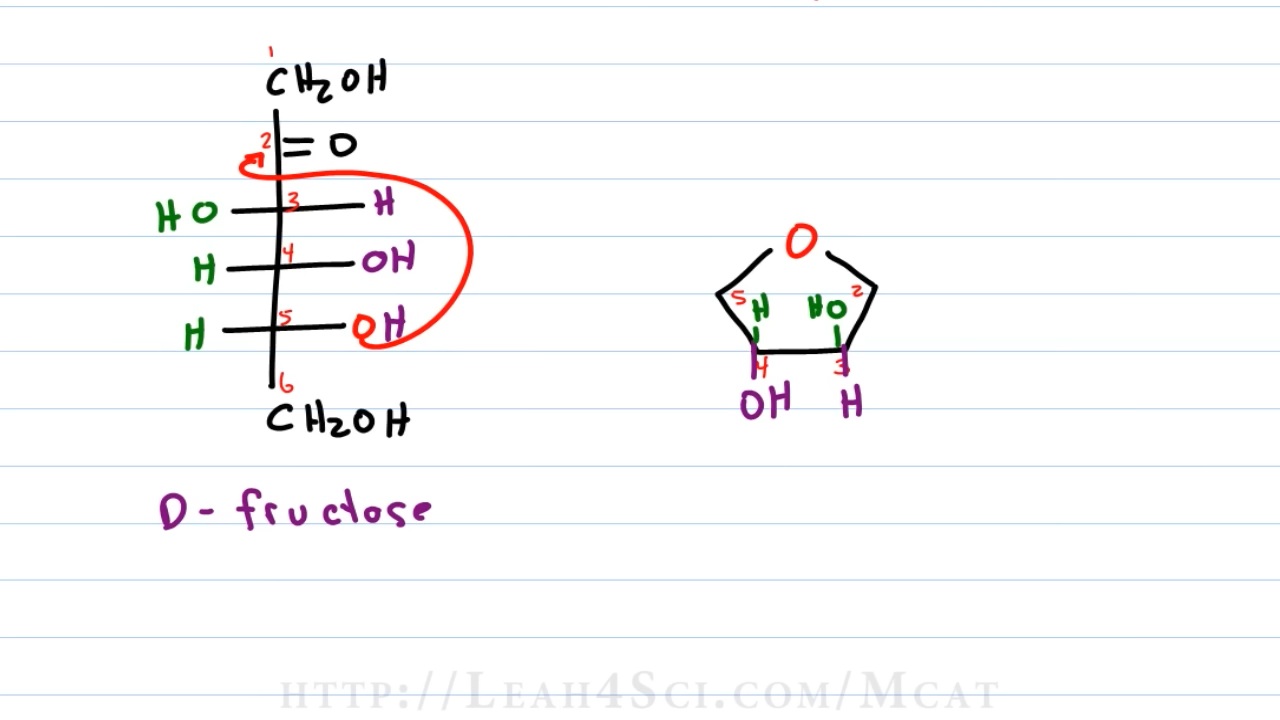 1
CH2OH
2 = O
HO 3 H
H 4 OH
H 5 OH
6
CH2OH
D-fructose
O
5 H HO 2
4 3
OH H
HTTP://LEAH4SCI.COM/MCAT